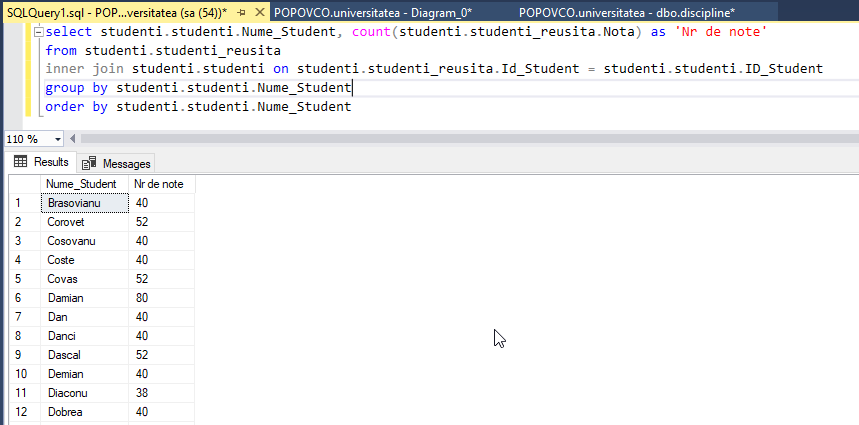 SQLQuery1.sql - POP...versitatea (sa (54))* POPOVCO.universitatea - Diagram_0* POPOVCO.universitatea - dbo.discipline*
select studenti.studenti.Nume_Student, count(studenti.studenti_reusita.Nota) as 'Nr de note'
from studenti.studenti_reusita
inner join studenti.studenti on studenti.studenti_reusita.Id_Student = studenti.studenti.ID_Student
group by studenti.studenti.Nume_Student
order by studenti.studenti.Nume_Student
110 %
Results Messages
Nume_Student Nr de note
1 Brasovianu 40
2 Corovet 52
3 Cosovanu 40
4 Coste 40
5 Covas 52
6 Damian 80
7 Dan 40
8 Danci 40
9 Dascal 52
10 Demian 40
11 Diaconu 38
12 Dobrea 40